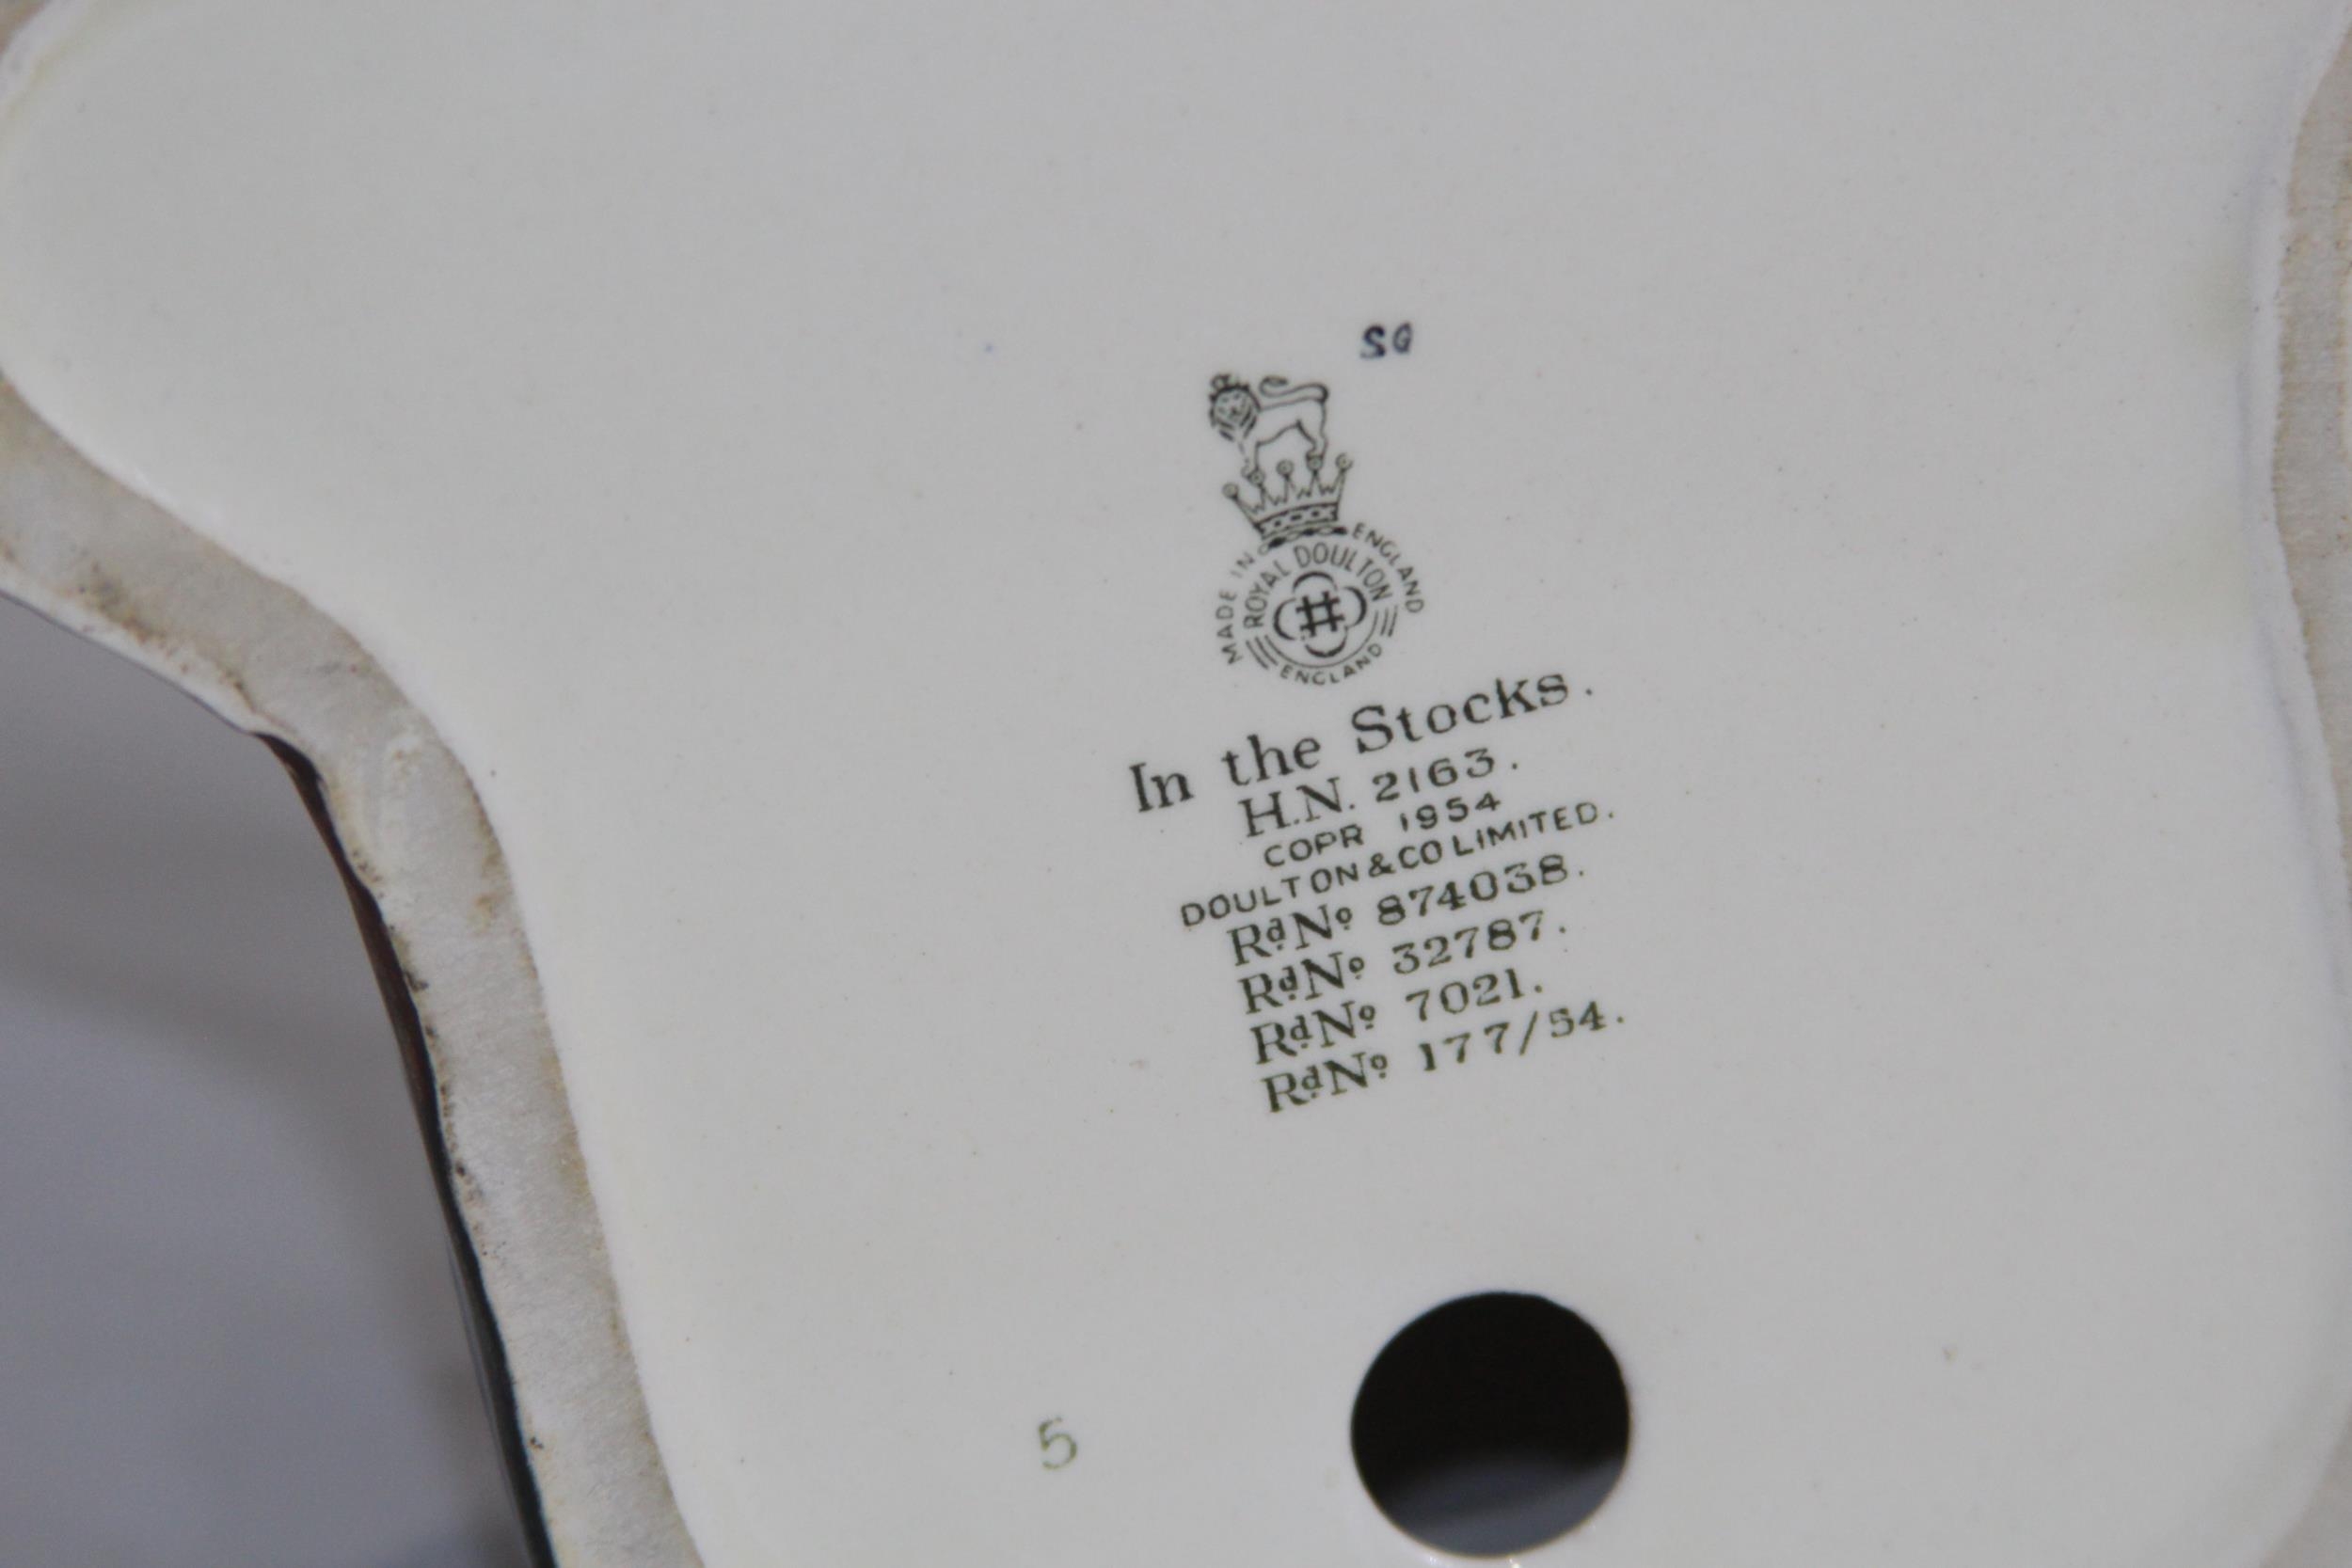 SG
MADE IN ENGLAND
ROYAL DOULTON
ENGLAND
In the Stocks.
H.N. 2163.
COPR 1954
DOULTON & CO LIMITED.
Rd No 874038.
Rd No 32787.
Rd No 7021.
Rd No 177/54.
5